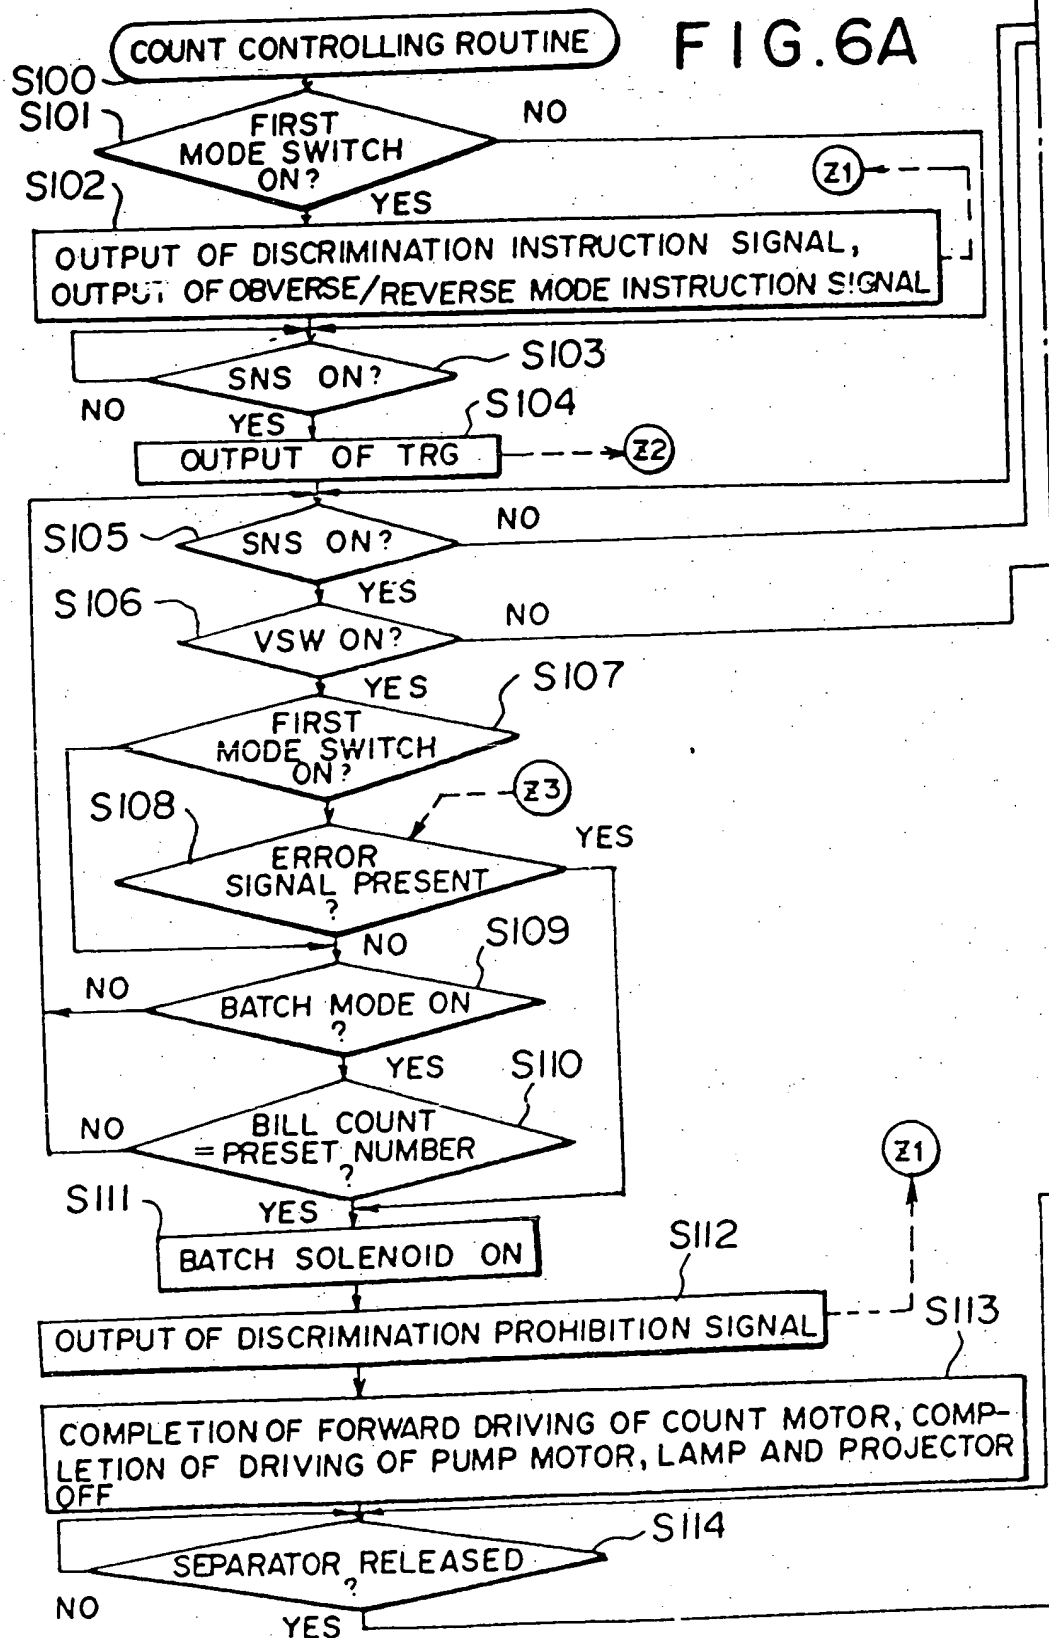 FIG.6A
COUNT CONTROLLING ROUTINE
S100
S101
FIRST
MODE SWITCH
ON?
NO
YES
Z1
S102
OUTPUT OF DISCRIMINATION INSTRUCTION SIGNAL,
OUTPUT OF OBVERSE/REVERSE MODE INSTRUCTION SIGNAL
S103
SNS ON?
NO
YES
S104
OUTPUT OF TRG
Z2
S105
SNS ON?
NO
YES
S106
VSW ON?
NO
YES
S107
FIRST
MODE SWITCH
ON?
Z3
S108
ERROR
SIGNAL PRESENT
?
YES
NO
S109
BATCH MODE ON
?
NO
YES
S110
BILL COUNT
=PRESET NUMBER
?
NO
YES
S111
BATCH SOLENOID ON
Z1
S112
OUTPUT OF DISCRIMINATION PROHIBITION SIGNAL
S113
COMPLETION OF FORWARD DRIVING OF COUNT MOTOR, COMP-
LETION OF DRIVING OF PUMP MOTOR, LAMP AND PROJECTOR
OFF
S114
SEPARATOR RELEASED
?
NO
YES